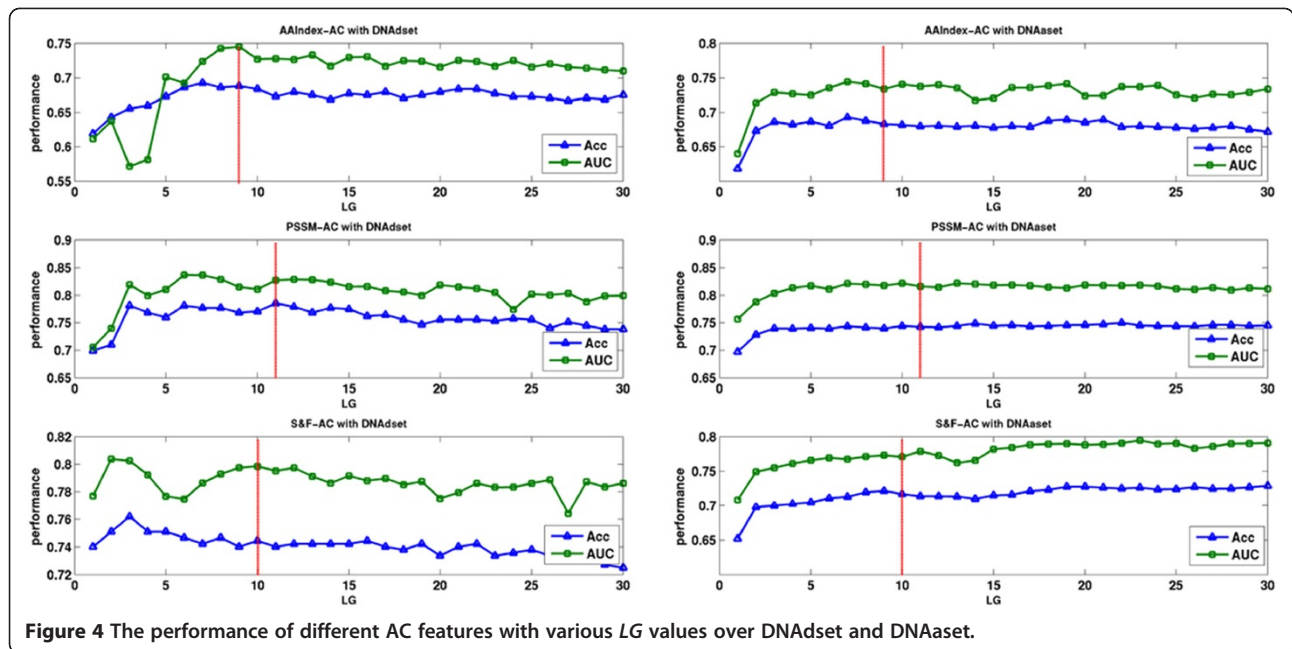 AAIndex-AC with DNAdset
performance
0.75
0.7
0.65
0.6
0.55
0 5 10 15 20 25 30
LG
Acc
AUC
AAIndex-AC with DNAaset
performance
0.8
0.75
0.7
0.65
0 5 10 15 20 25 30
LG
Acc
AUC
PSSM-AC with DNAdset
performance
0.9
0.85
0.8
0.75
0.7
0.65
0 5 10 15 20 25 30
LG
Acc
AUC
PSSM-AC with DNAaset
performance
0.9
0.85
0.8
0.75
0.7
0.65
0 5 10 15 20 25 30
LG
Acc
AUC
S&F-AC with DNAdset
performance
0.82
0.8
0.78
0.76
0.74
0.72
0 5 10 15 20 25 30
LG
Acc
AUC
S&F-AC with DNAaset
performance
0.8
0.75
0.7
0.65
0 5 10 15 20 25 30
LG
Acc
AUC
Figure 4 The performance of different AC features with various LG values over DNAdset and DNAaset.